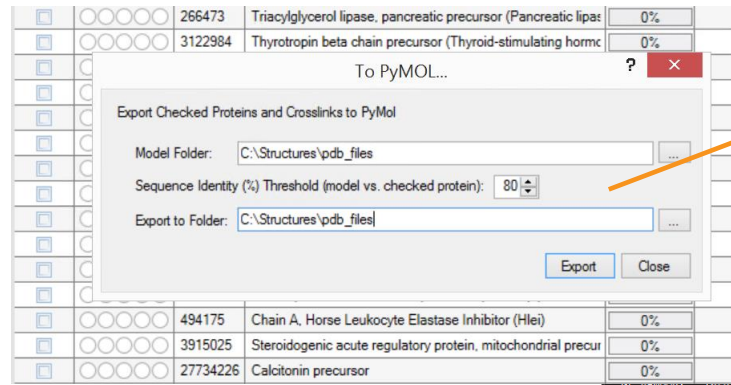 266473 Triacylglycerol lipase, pancreatic precursor (Pancreatic lipas 0%
3122984 Thyrotropin beta chain precursor (Thyroid-stimulating hormo 0%
To PyMOL... ? ×
Export Checked Proteins and Crosslinks to PyMol
Model Folder: C:\Structures\pdb_files ...
Sequence Identity (%) Threshold (model vs. checked protein): 80
Export to Folder: C:\Structures\pdb_files ...
Export Close
494175 Chain A, Horse Leukocyte Elastase Inhibitor (Hlei) 0%
3915025 Steroidogenic acute regulatory protein, mitochondrial precur 0%
27734226 Calcitonin precursor 0%